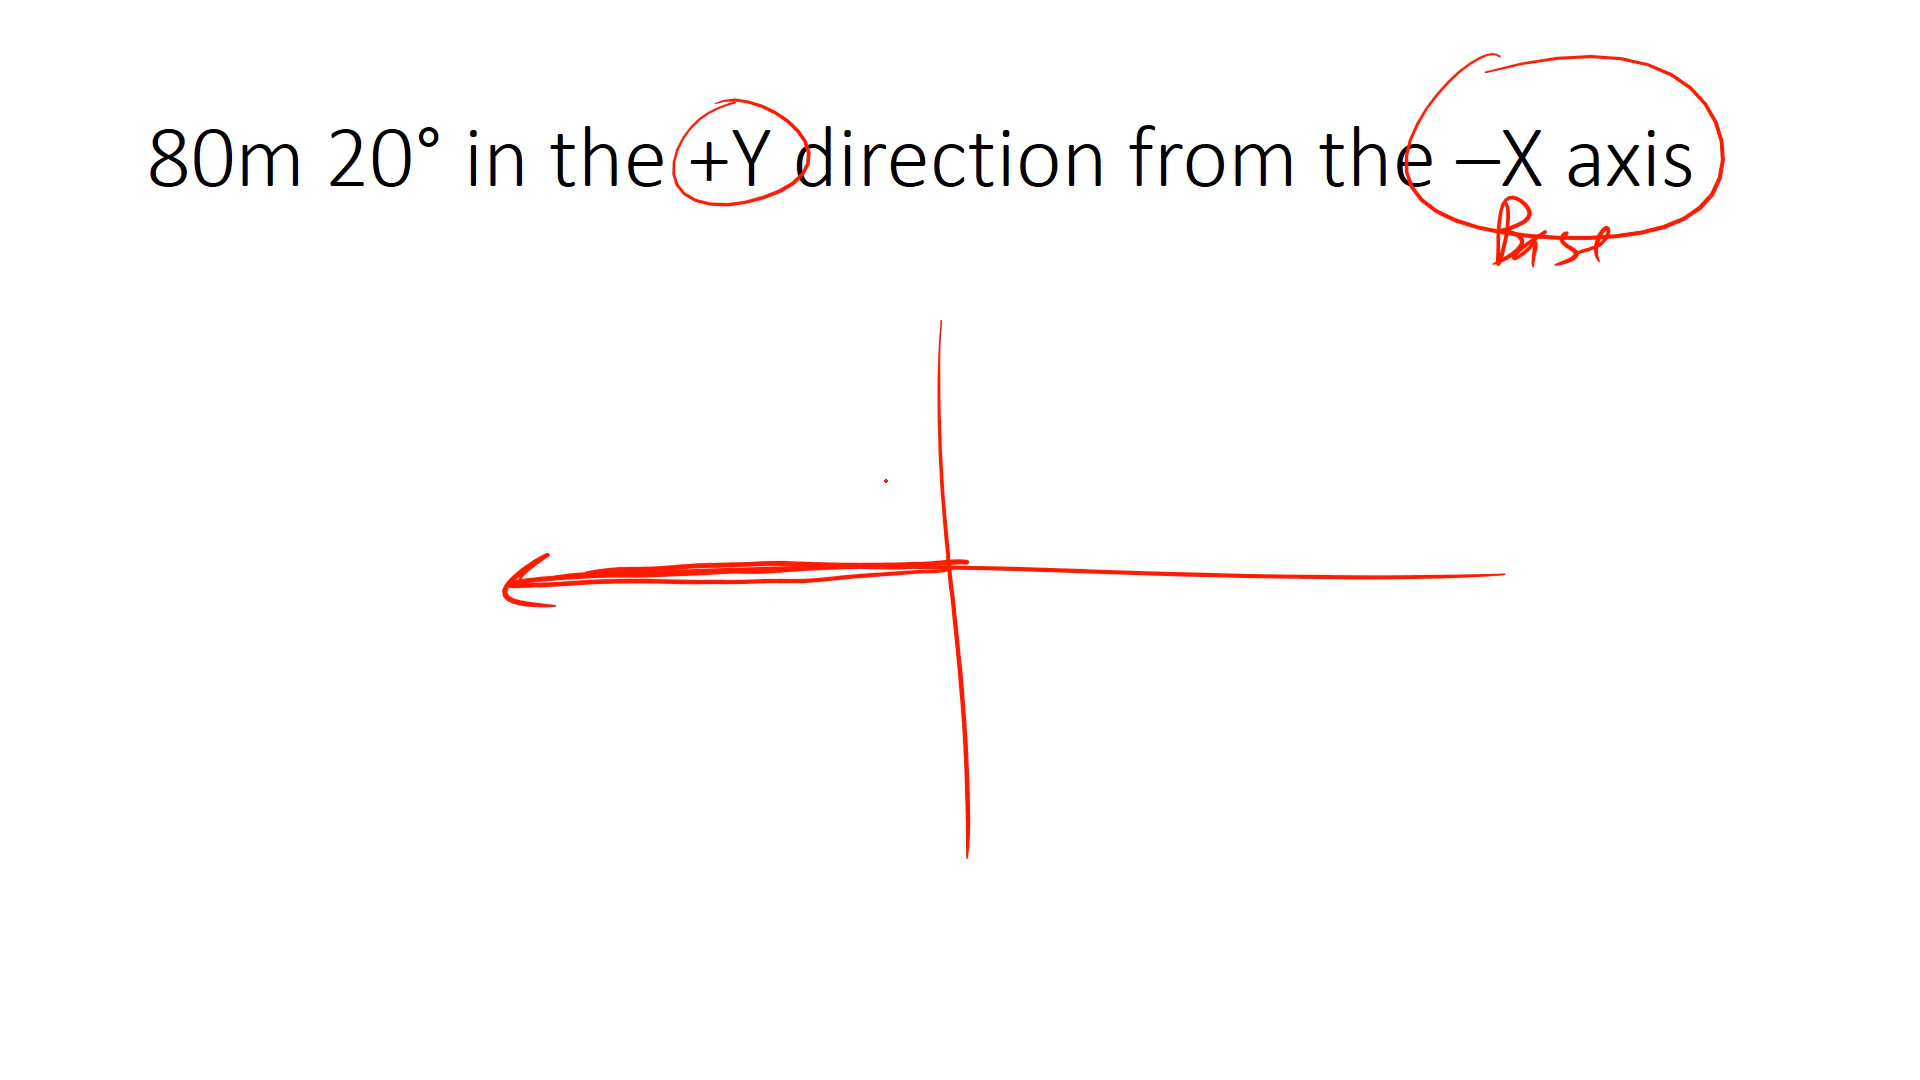 80m 20° in the +Y direction from the –X axis
Base